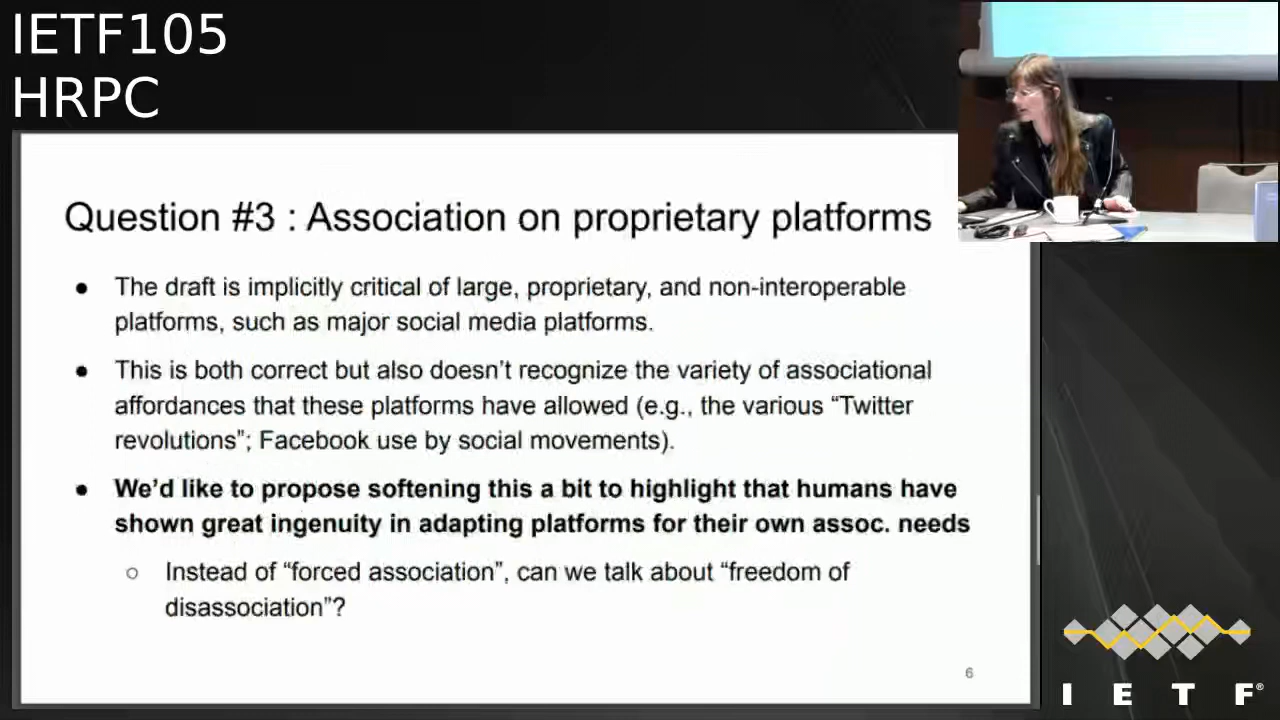 IETF105
HRPC
Question #3 : Association on proprietary platforms
● The draft is implicitly critical of large, proprietary, and non-interoperable
platforms, such as major social media platforms.
● This is both correct but also doesn’t recognize the variety of associational
affordances that these platforms have allowed (e.g., the various “Twitter
revolutions”; Facebook use by social movements).
● We’d like to propose softening this a bit to highlight that humans have
shown great ingenuity in adapting platforms for their own assoc. needs
○ Instead of “forced association”, can we talk about “freedom of
disassociation”?
6
I E T F®